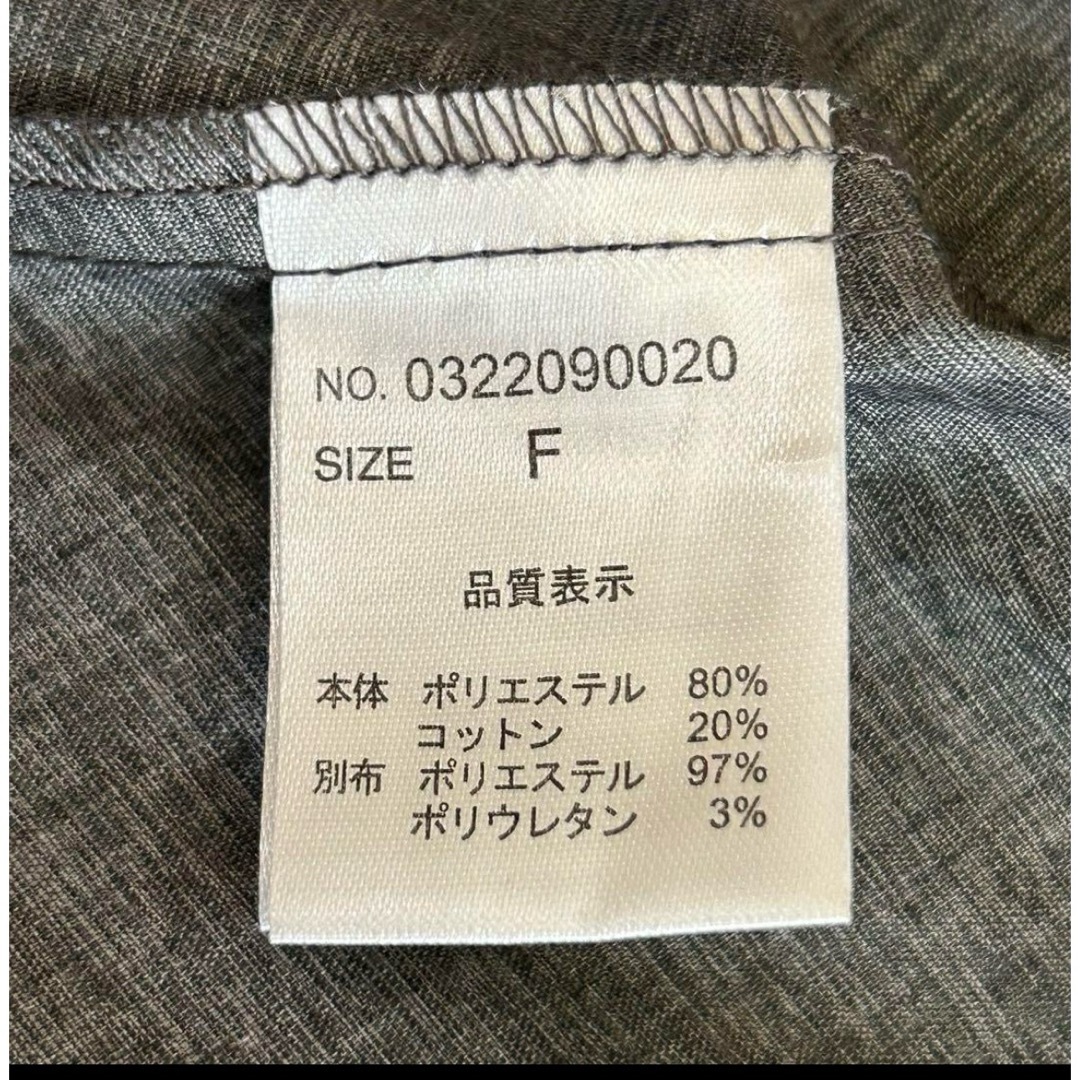 NO. 0322090020
SIZE F
品質表示
本体 ポリエステル 80%
コットン 20%
別布 ポリエステル 97%
ポリウレタン 3%